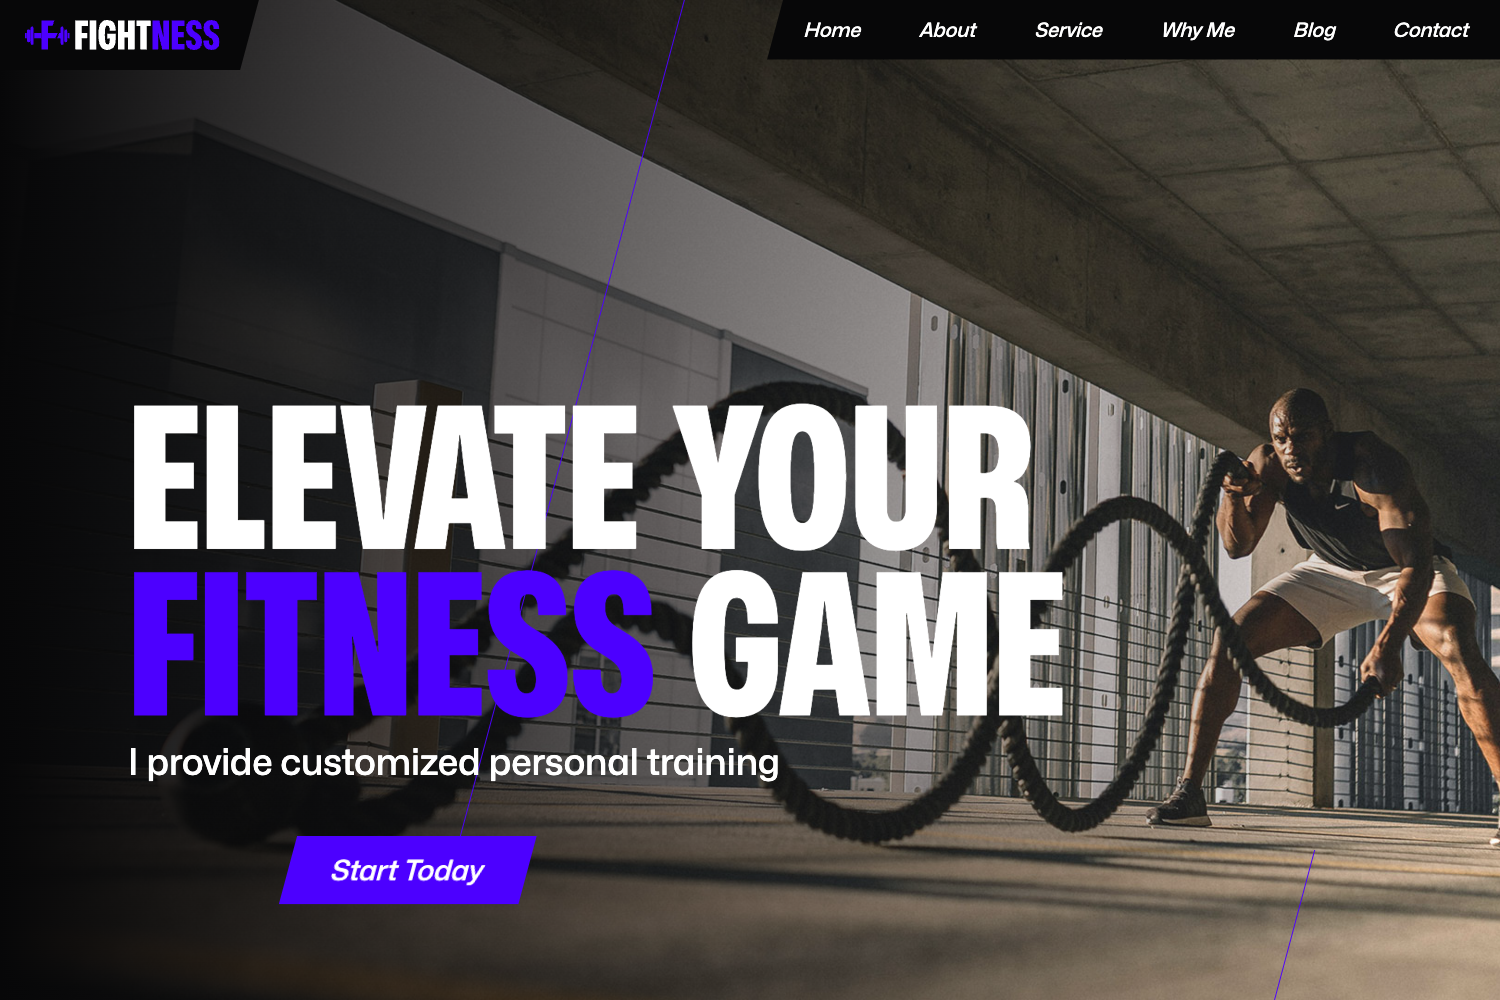 FIGHTNESS
Home About Service Why Me Blog Contact
ELEVATE YOUR
FITNESS GAME
I provide customized personal training
Start Today